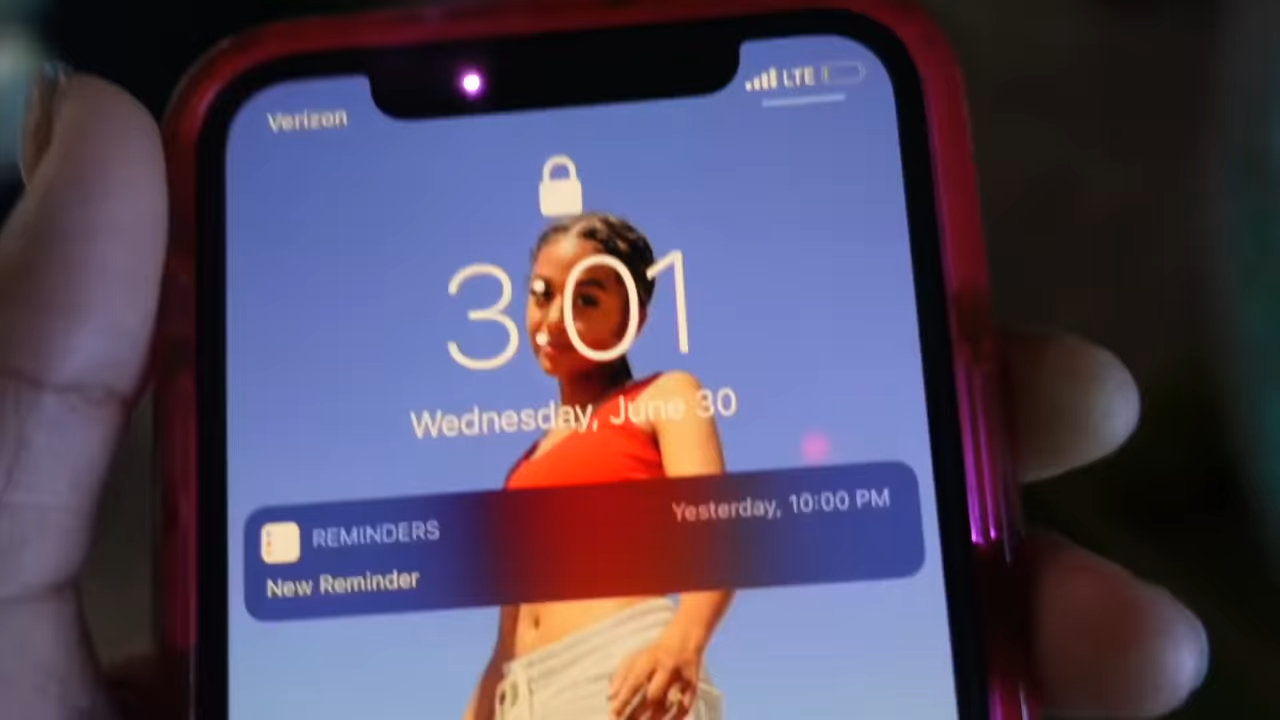 Verizon
LTE
3:01
Wednesday, June 30
REMINDERS
Yesterday, 10:00 PM
New Reminder